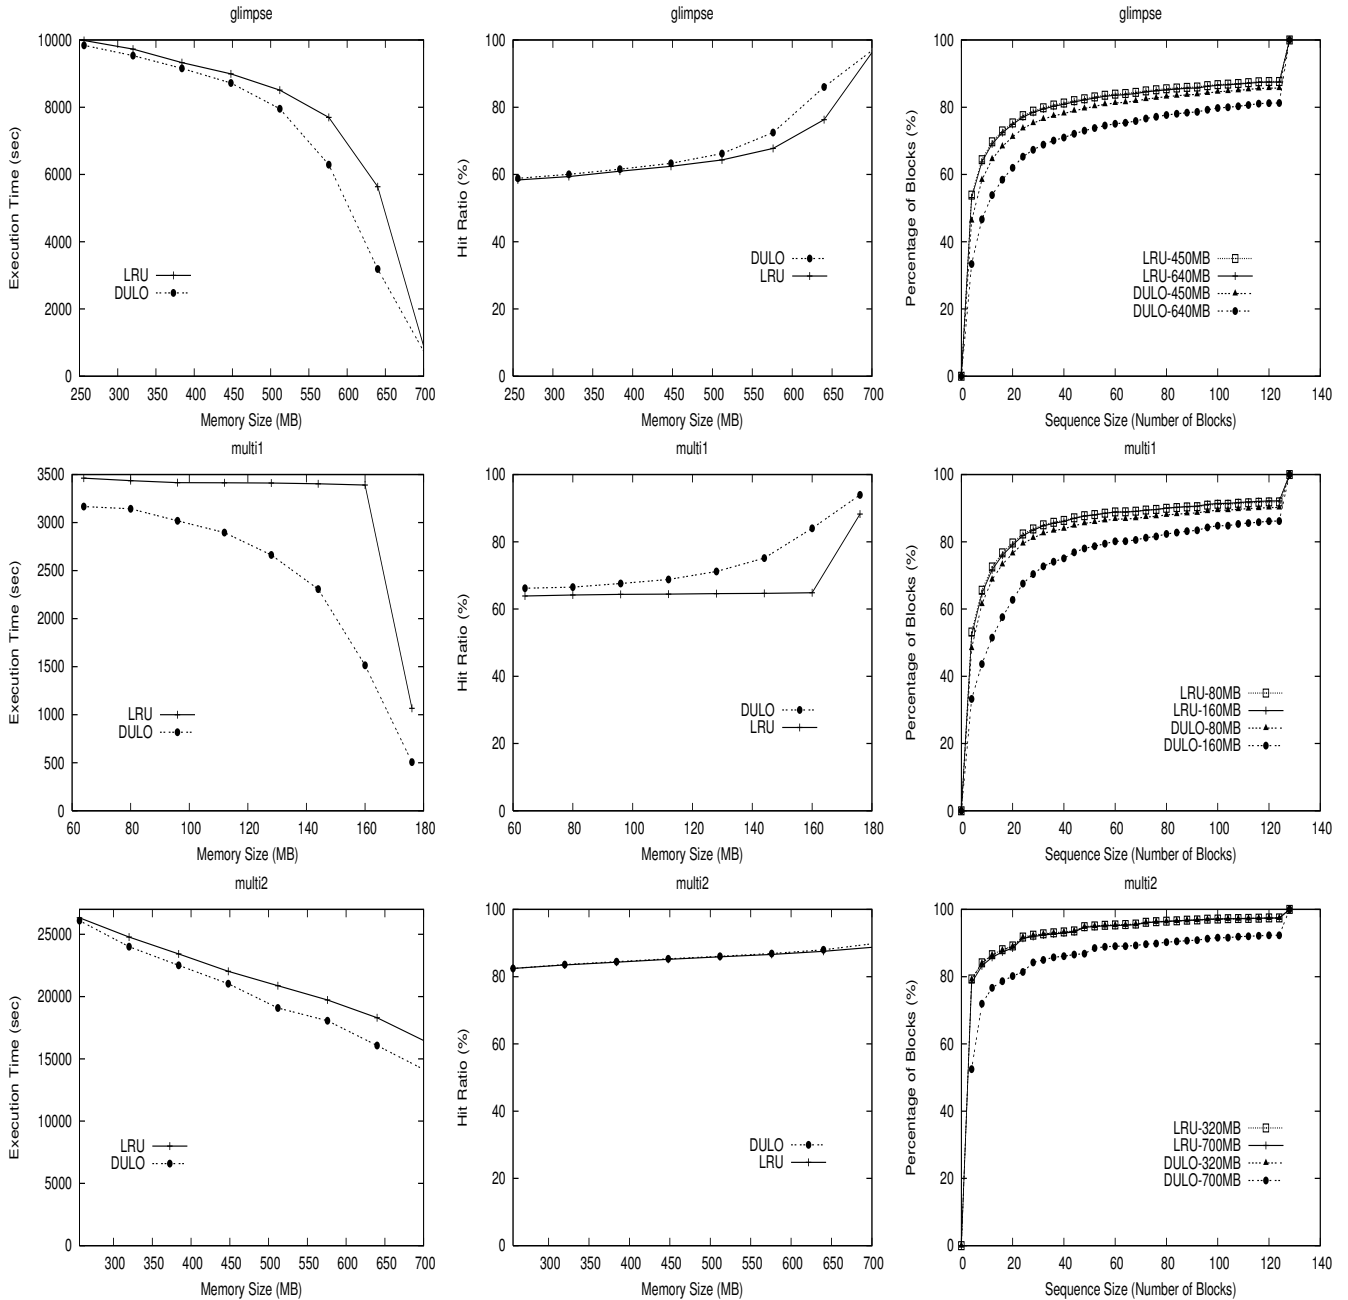 glimpse
10000
8000
6000
4000
2000
0
250 300 350 400 450 500 550 600 650 700
Execution Time (sec)
Memory Size (MB)
LRU
DULO
glimpse
100
80
60
40
20
0
250 300 350 400 450 500 550 600 650 700
Hit Ratio (%)
Memory Size (MB)
DULO
LRU
glimpse
100
80
60
40
20
0
0 20 40 60 80 100 120 140
Percentage of Blocks (%)
Sequence Size (Number of Blocks)
LRU-450MB
LRU-640MB
DULO-450MB
DULO-640MB
multi1
3500
3000
2500
2000
1500
1000
500
0
60 80 100 120 140 160 180
Execution Time (sec)
Memory Size (MB)
LRU
DULO
multi1
100
80
60
40
20
0
60 80 100 120 140 160 180
Hit Ratio (%)
Memory Size (MB)
DULO
LRU
multi1
100
80
60
40
20
0
0 20 40 60 80 100 120 140
Percentage of Blocks (%)
Sequence Size (Number of Blocks)
LRU-80MB
LRU-160MB
DULO-80MB
DULO-160MB
multi2
25000
20000
15000
10000
5000
0
300 350 400 450 500 550 600 650 700
Execution Time (sec)
Memory Size (MB)
LRU
DULO
multi2
100
80
60
40
20
0
300 350 400 450 500 550 600 650 700
Hit Ratio (%)
Memory Size (MB)
DULO
LRU
multi2
100
80
60
40
20
0
0 20 40 60 80 100 120 140
Percentage of Blocks (%)
Sequence Size (Number of Blocks)
LRU-320MB
LRU-700MB
DULO-320MB
DULO-700MB